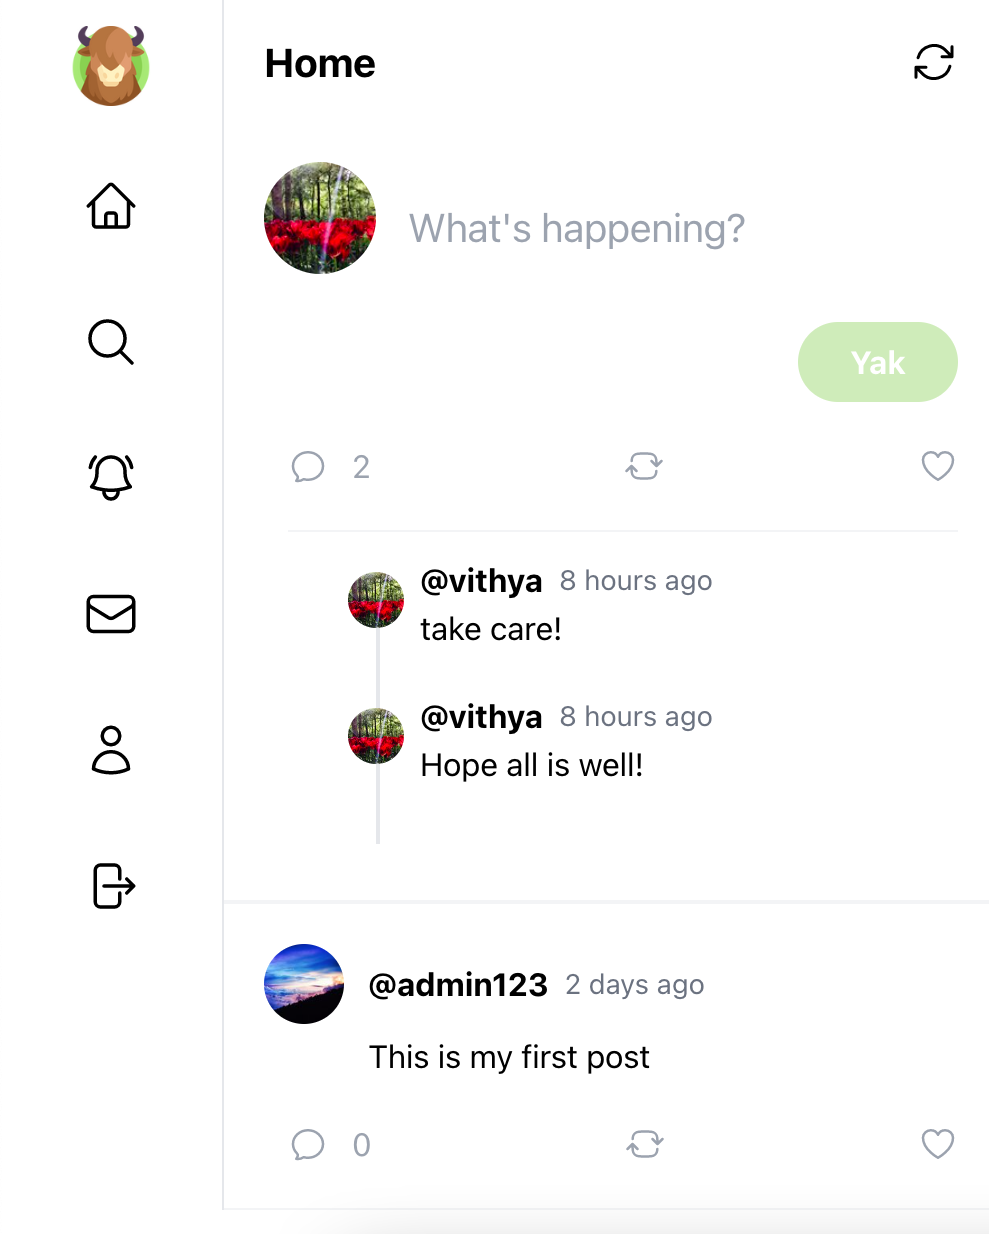 Home
What's happening?
Yak
2
@vithya 8 hours ago
take care!
@vithya 8 hours ago
Hope all is well!
@admin123 2 days ago
This is my first post
0